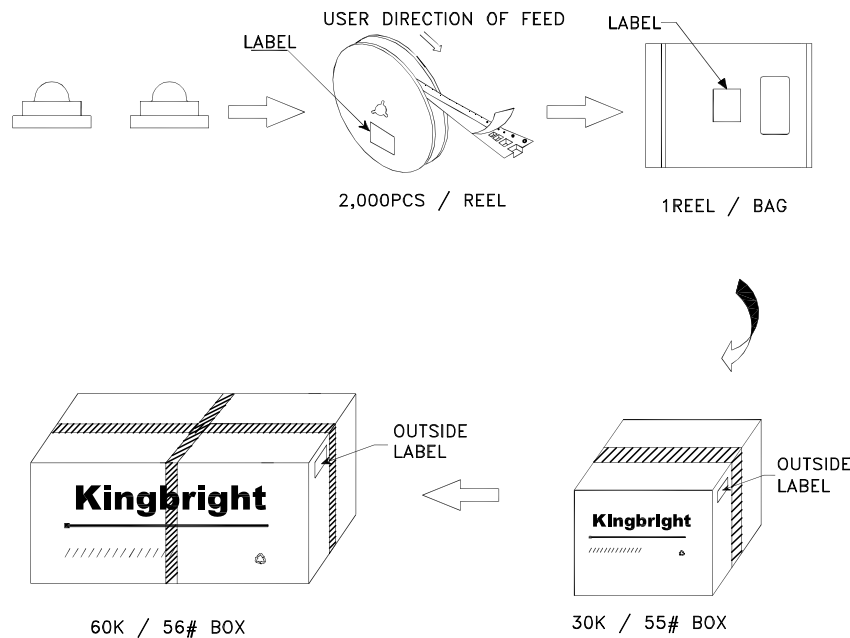 USER DIRECTION OF FEED
LABEL
LABEL
2,000PCS / REEL
1REEL / BAG
OUTSIDE
LABEL
OUTSIDE
LABEL
Kingbright
Kingbright
60K / 56# BOX
30K / 55# BOX